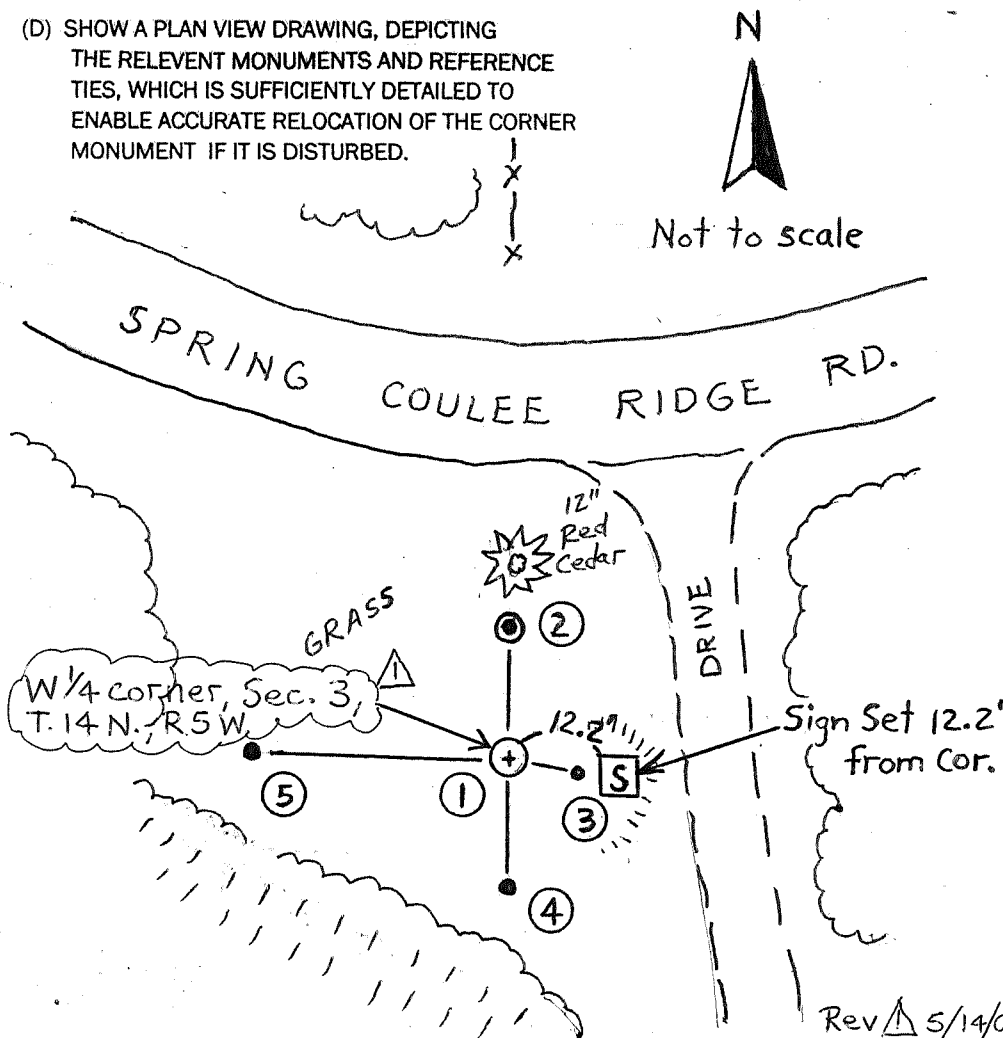 (D) SHOW A PLAN VIEW DRAWING, DEPICTING
THE RELEVENT MONUMENTS AND REFERENCE
TIES, WHICH IS SUFFICIENTLY DETAILED TO
ENABLE ACCURATE RELOCATION OF THE CORNER
MONUMENT IF IT IS DISTURBED.
N
Not to scale
SPRING COULEE RIDGE RD.
12"
Red
Cedar
GRASS
DRIVE
2
1
W 1/4 corner, Sec. 3,
T. 14 N., R 5 W
12.2'
Sign Set 12.2'
from Cor.
S
5
1
3
4
Rev 1 5/14/0